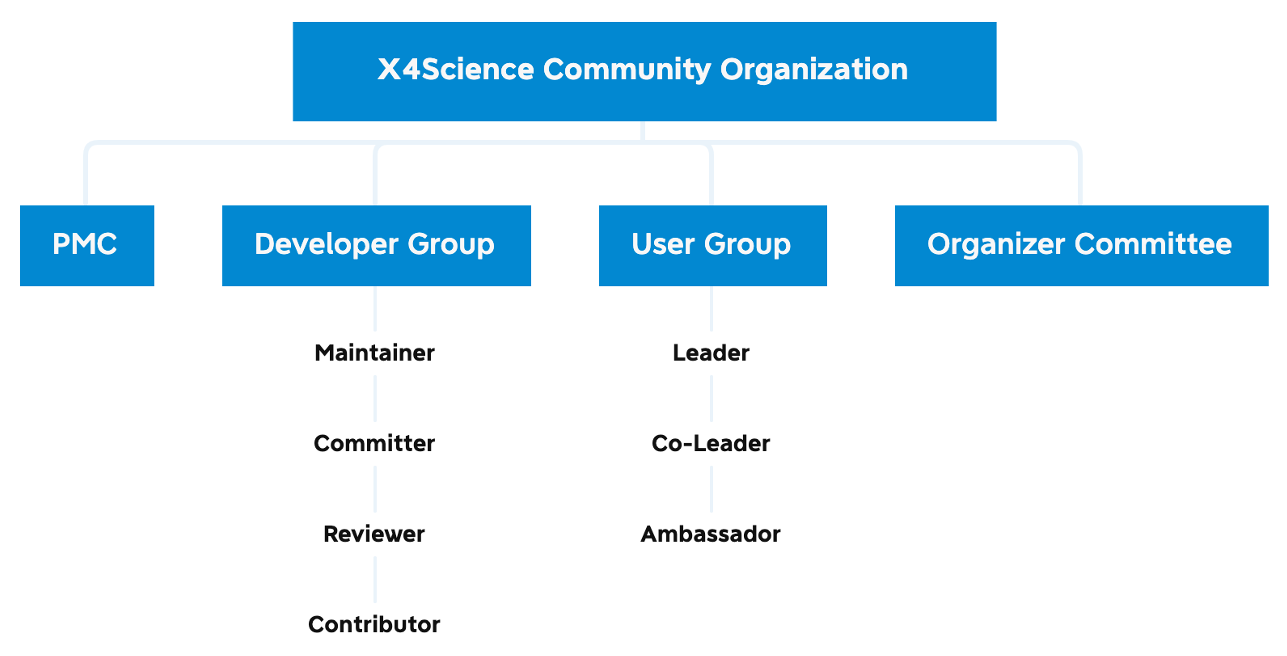 X4Science Community Organization
PMC
Developer Group
User Group
Organizer Committee
Maintainer
Leader
Committer
Co-Leader
Reviewer
Ambassador
Contributor